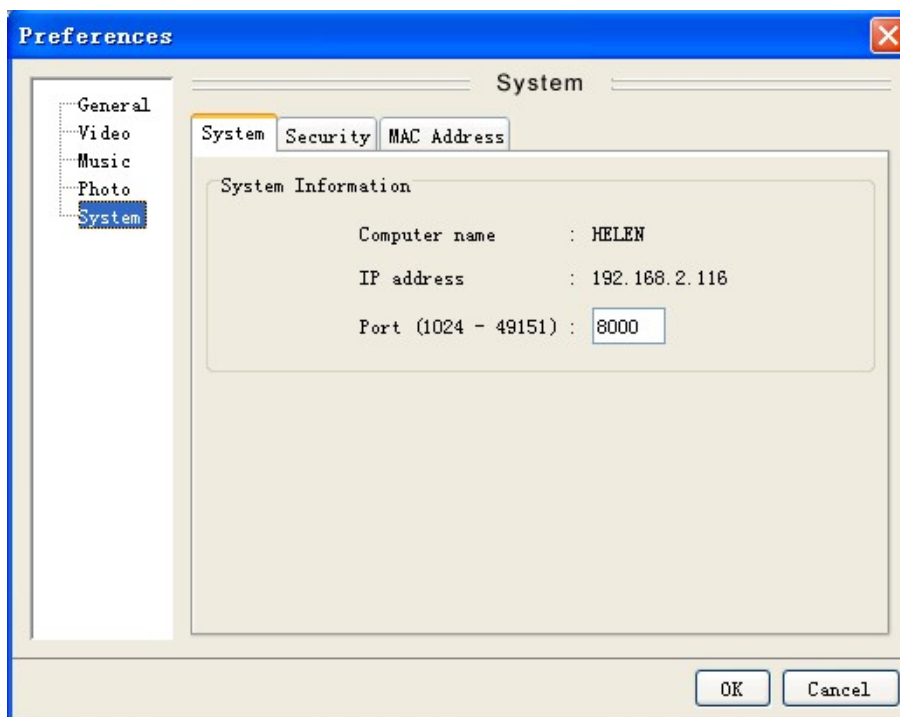 Preferences
System
General
Video
Music
Photo
System
System Security MAC Address
System Information
Computer name : HELEN
IP address : 192.168.2.116
Port (1024 - 49151) : 8000
OK Cancel